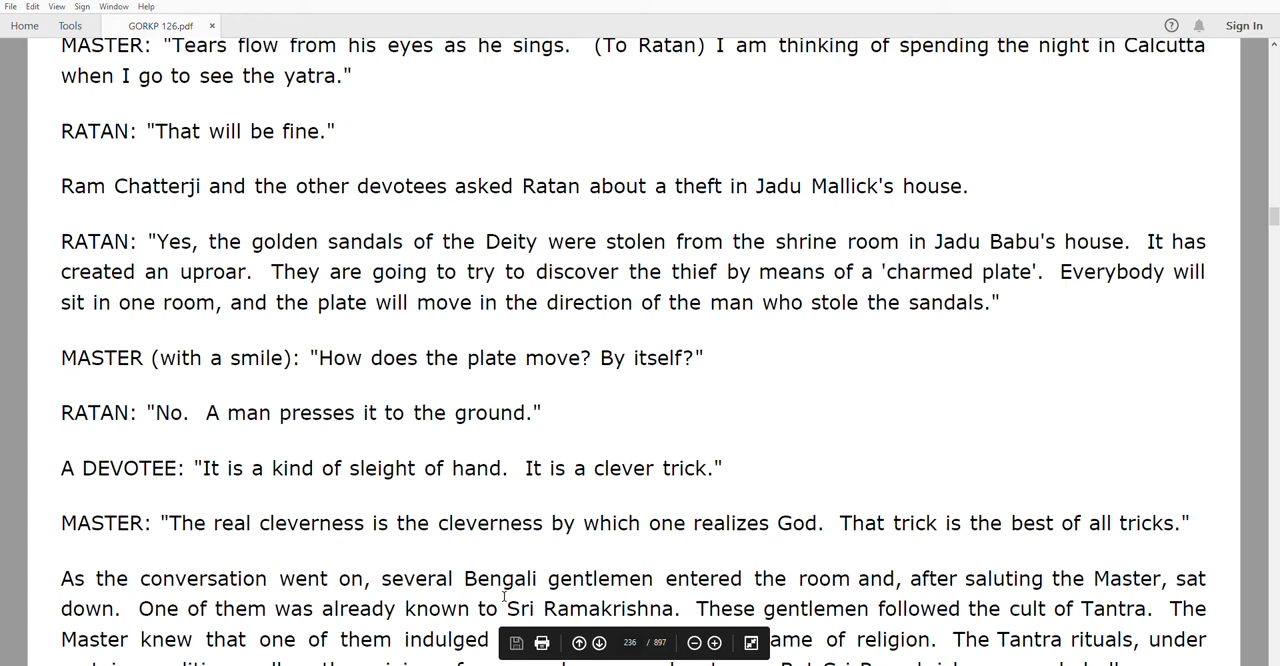 File Edit View Sign Window Help
Home Tools GORKP 126.pdf × Sign In
MASTER: "Tears flow from his eyes as he sings. (To Ratan) I am thinking of spending the night in Calcutta
when I go to see the yatra."
RATAN: "That will be fine."
Ram Chatterji and the other devotees asked Ratan about a theft in Jadu Mallick's house.
RATAN: "Yes, the golden sandals of the Deity were stolen from the shrine room in Jadu Babu's house. It has
created an uproar. They are going to try to discover the thief by means of a 'charmed plate'. Everybody will
sit in one room, and the plate will move in the direction of the man who stole the sandals."
MASTER (with a smile): "How does the plate move? By itself?"
RATAN: "No. A man presses it to the ground."
A DEVOTEE: "It is a kind of sleight of hand. It is a clever trick."
MASTER: "The real cleverness is the cleverness by which one realizes God. That trick is the best of all tricks."
As the conversation went on, several Bengali gentlemen entered the room and, after saluting the Master, sat
down. One of them was already known to Sri Ramakrishna. These gentlemen followed the cult of Tantra. The
Master knew that one of them indulged ame of religion. The Tantra rituals, under
236 / 897